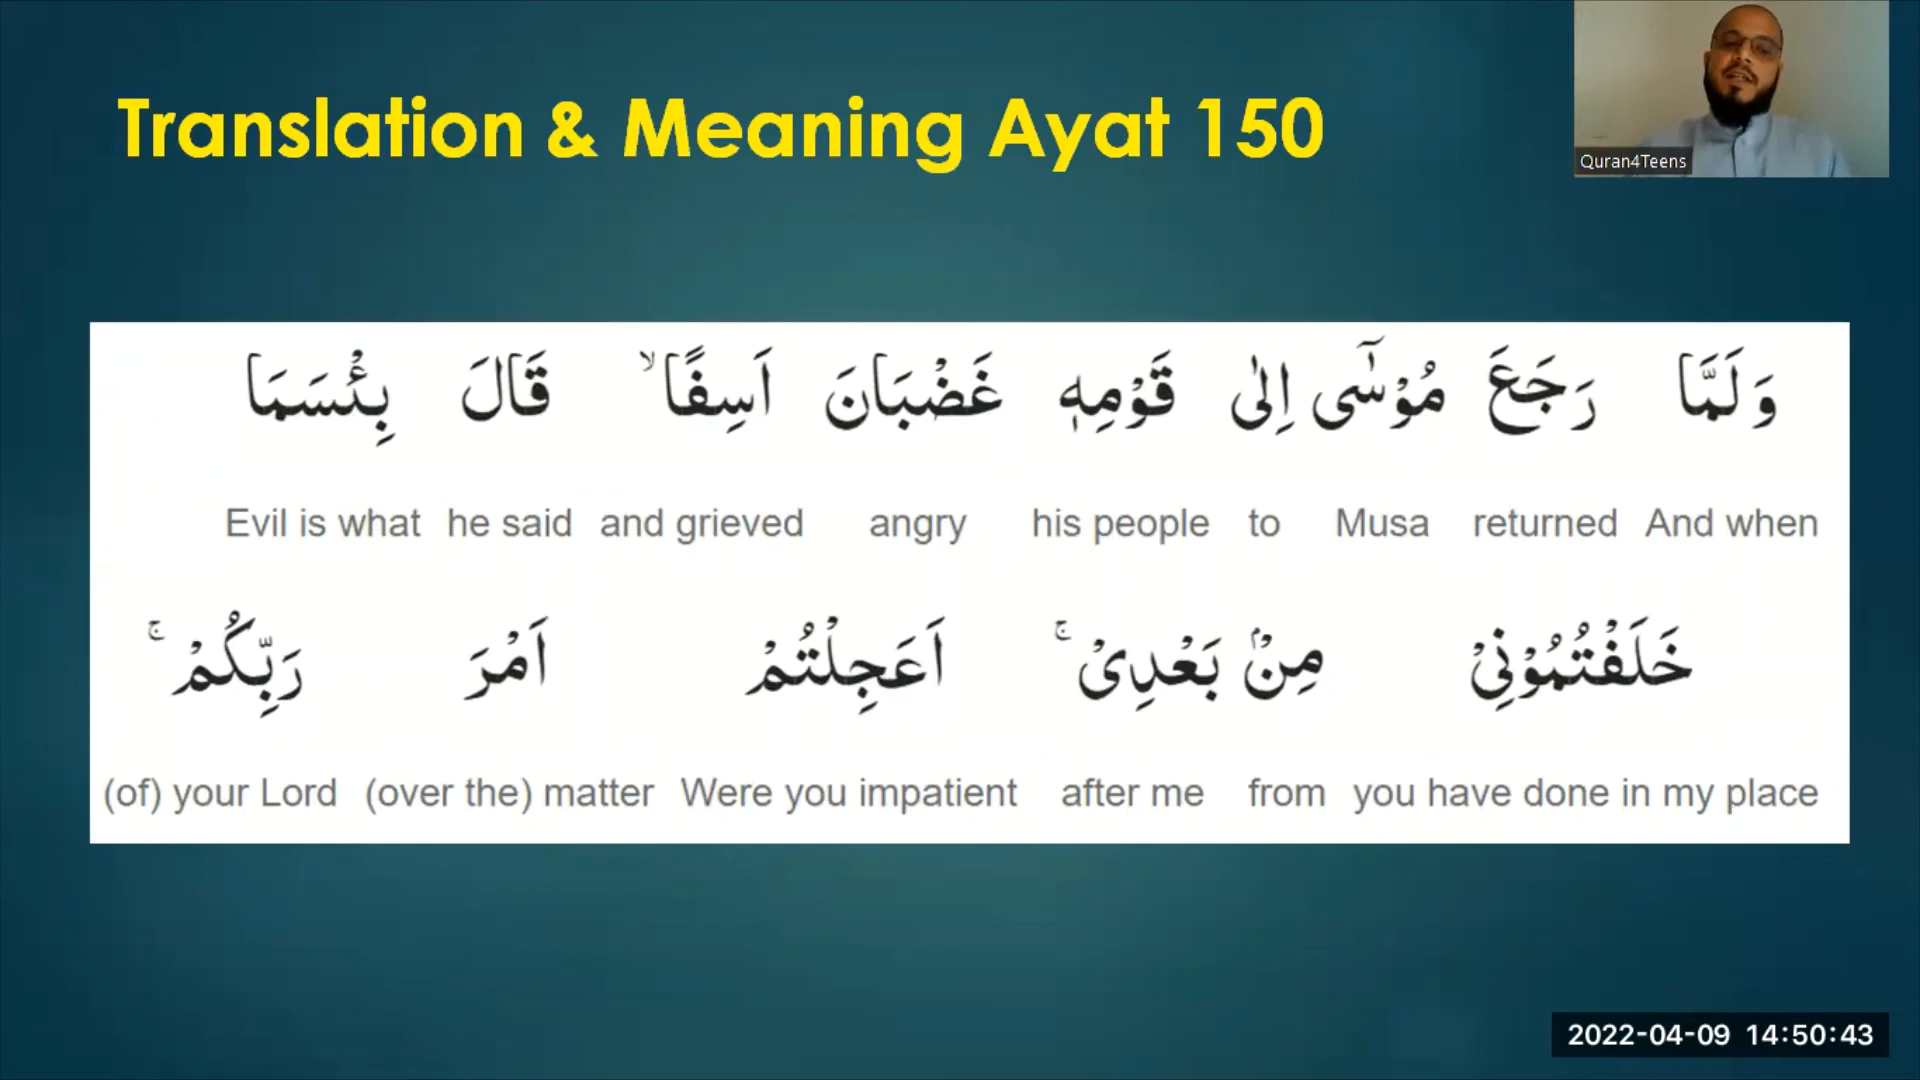 Translation & Meaning Ayat 150
Quran4Teens
وَلَمَّا رَجَعَ مُوْسٰۤى اِلٰى قَوْمِهٖ غَضْبَانَ اَسِفًا ۙ قَالَ بِئْسَمَا
Evil is what he said and grieved angry his people to Musa returned And when
خَلَفْتُمُوْنِيْ مِنْۢ بَعْدِيْ ۚ اَعَجِلْتُمْ اَمْرَ رَبِّكُمْ ۚ
(of) your Lord (over the) matter Were you impatient after me from you have done in my place
2022-04-09 14:50:43